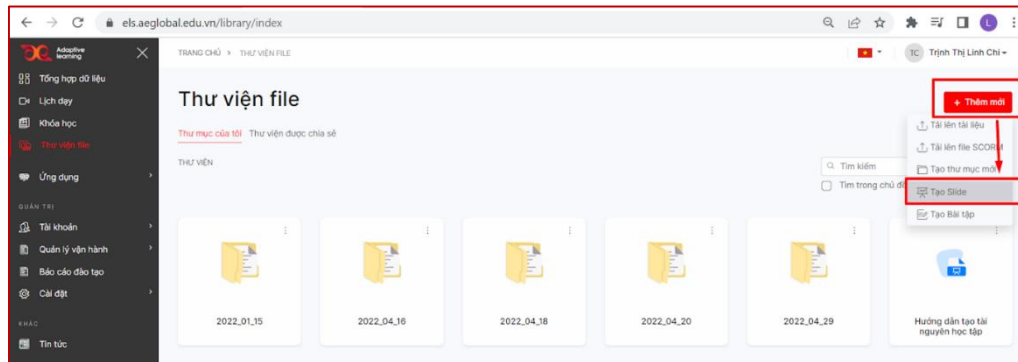 els.aeglobal.edu.vn/library/index
L
Adaptive
learning
TRANG CHỦ > THƯ VIỆN FILE
TC Trịnh Thị Linh Chi
Tổng hợp dữ liệu
Lịch dạy
Khóa học
Thư viện file
Ứng dụng
QUẢN TRỊ
Tài khoản
Quản lý vận hành
Báo cáo đào tạo
Cài đặt
KHÁC
Tin tức
Thư viện file
+ Thêm mới
Thư mục của tôi Thư viện được chia sẻ
THƯ VIỆN
Tìm kiếm
Tìm trong chủ đề
Tải lên tài liệu
Tải lên file SCORM
Tạo thư mục mới
Tạo Slide
Tạo Bài tập
2022_01_15
2022_04_16
2022_04_18
2022_04_20
2022_04_29
Hướng dẫn tạo tài
nguyên học tập